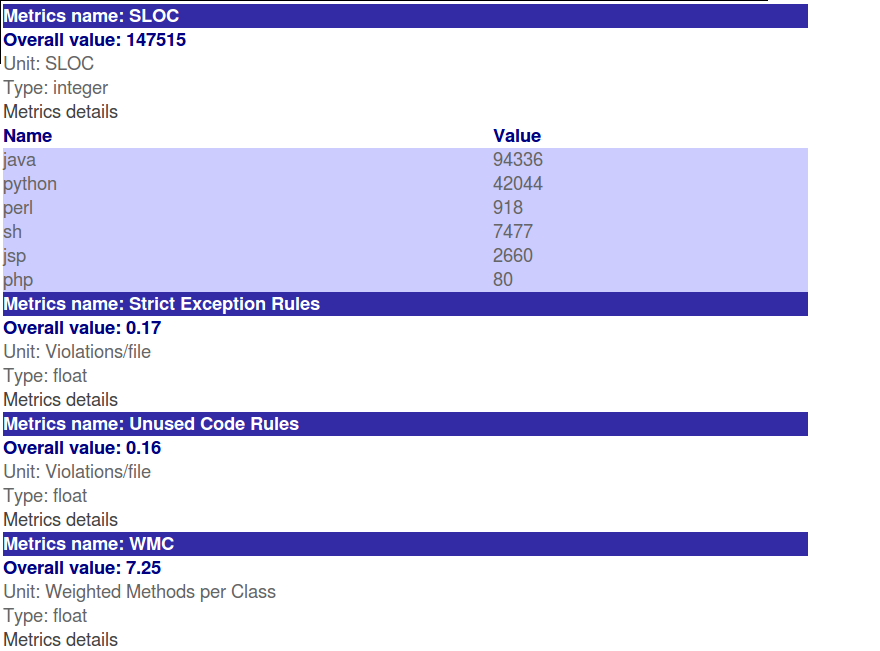 Metrics name: SLOC
Overall value: 147515
Unit: SLOC
Type: integer
Metrics details
Name Value
java 94336
python 42044
perl 918
sh 7477
jsp 2660
php 80
Metrics name: Strict Exception Rules
Overall value: 0.17
Unit: Violations/file
Type: float
Metrics details
Metrics name: Unused Code Rules
Overall value: 0.16
Unit: Violations/file
Type: float
Metrics details
Metrics name: WMC
Overall value: 7.25
Unit: Weighted Methods per Class
Type: float
Metrics details